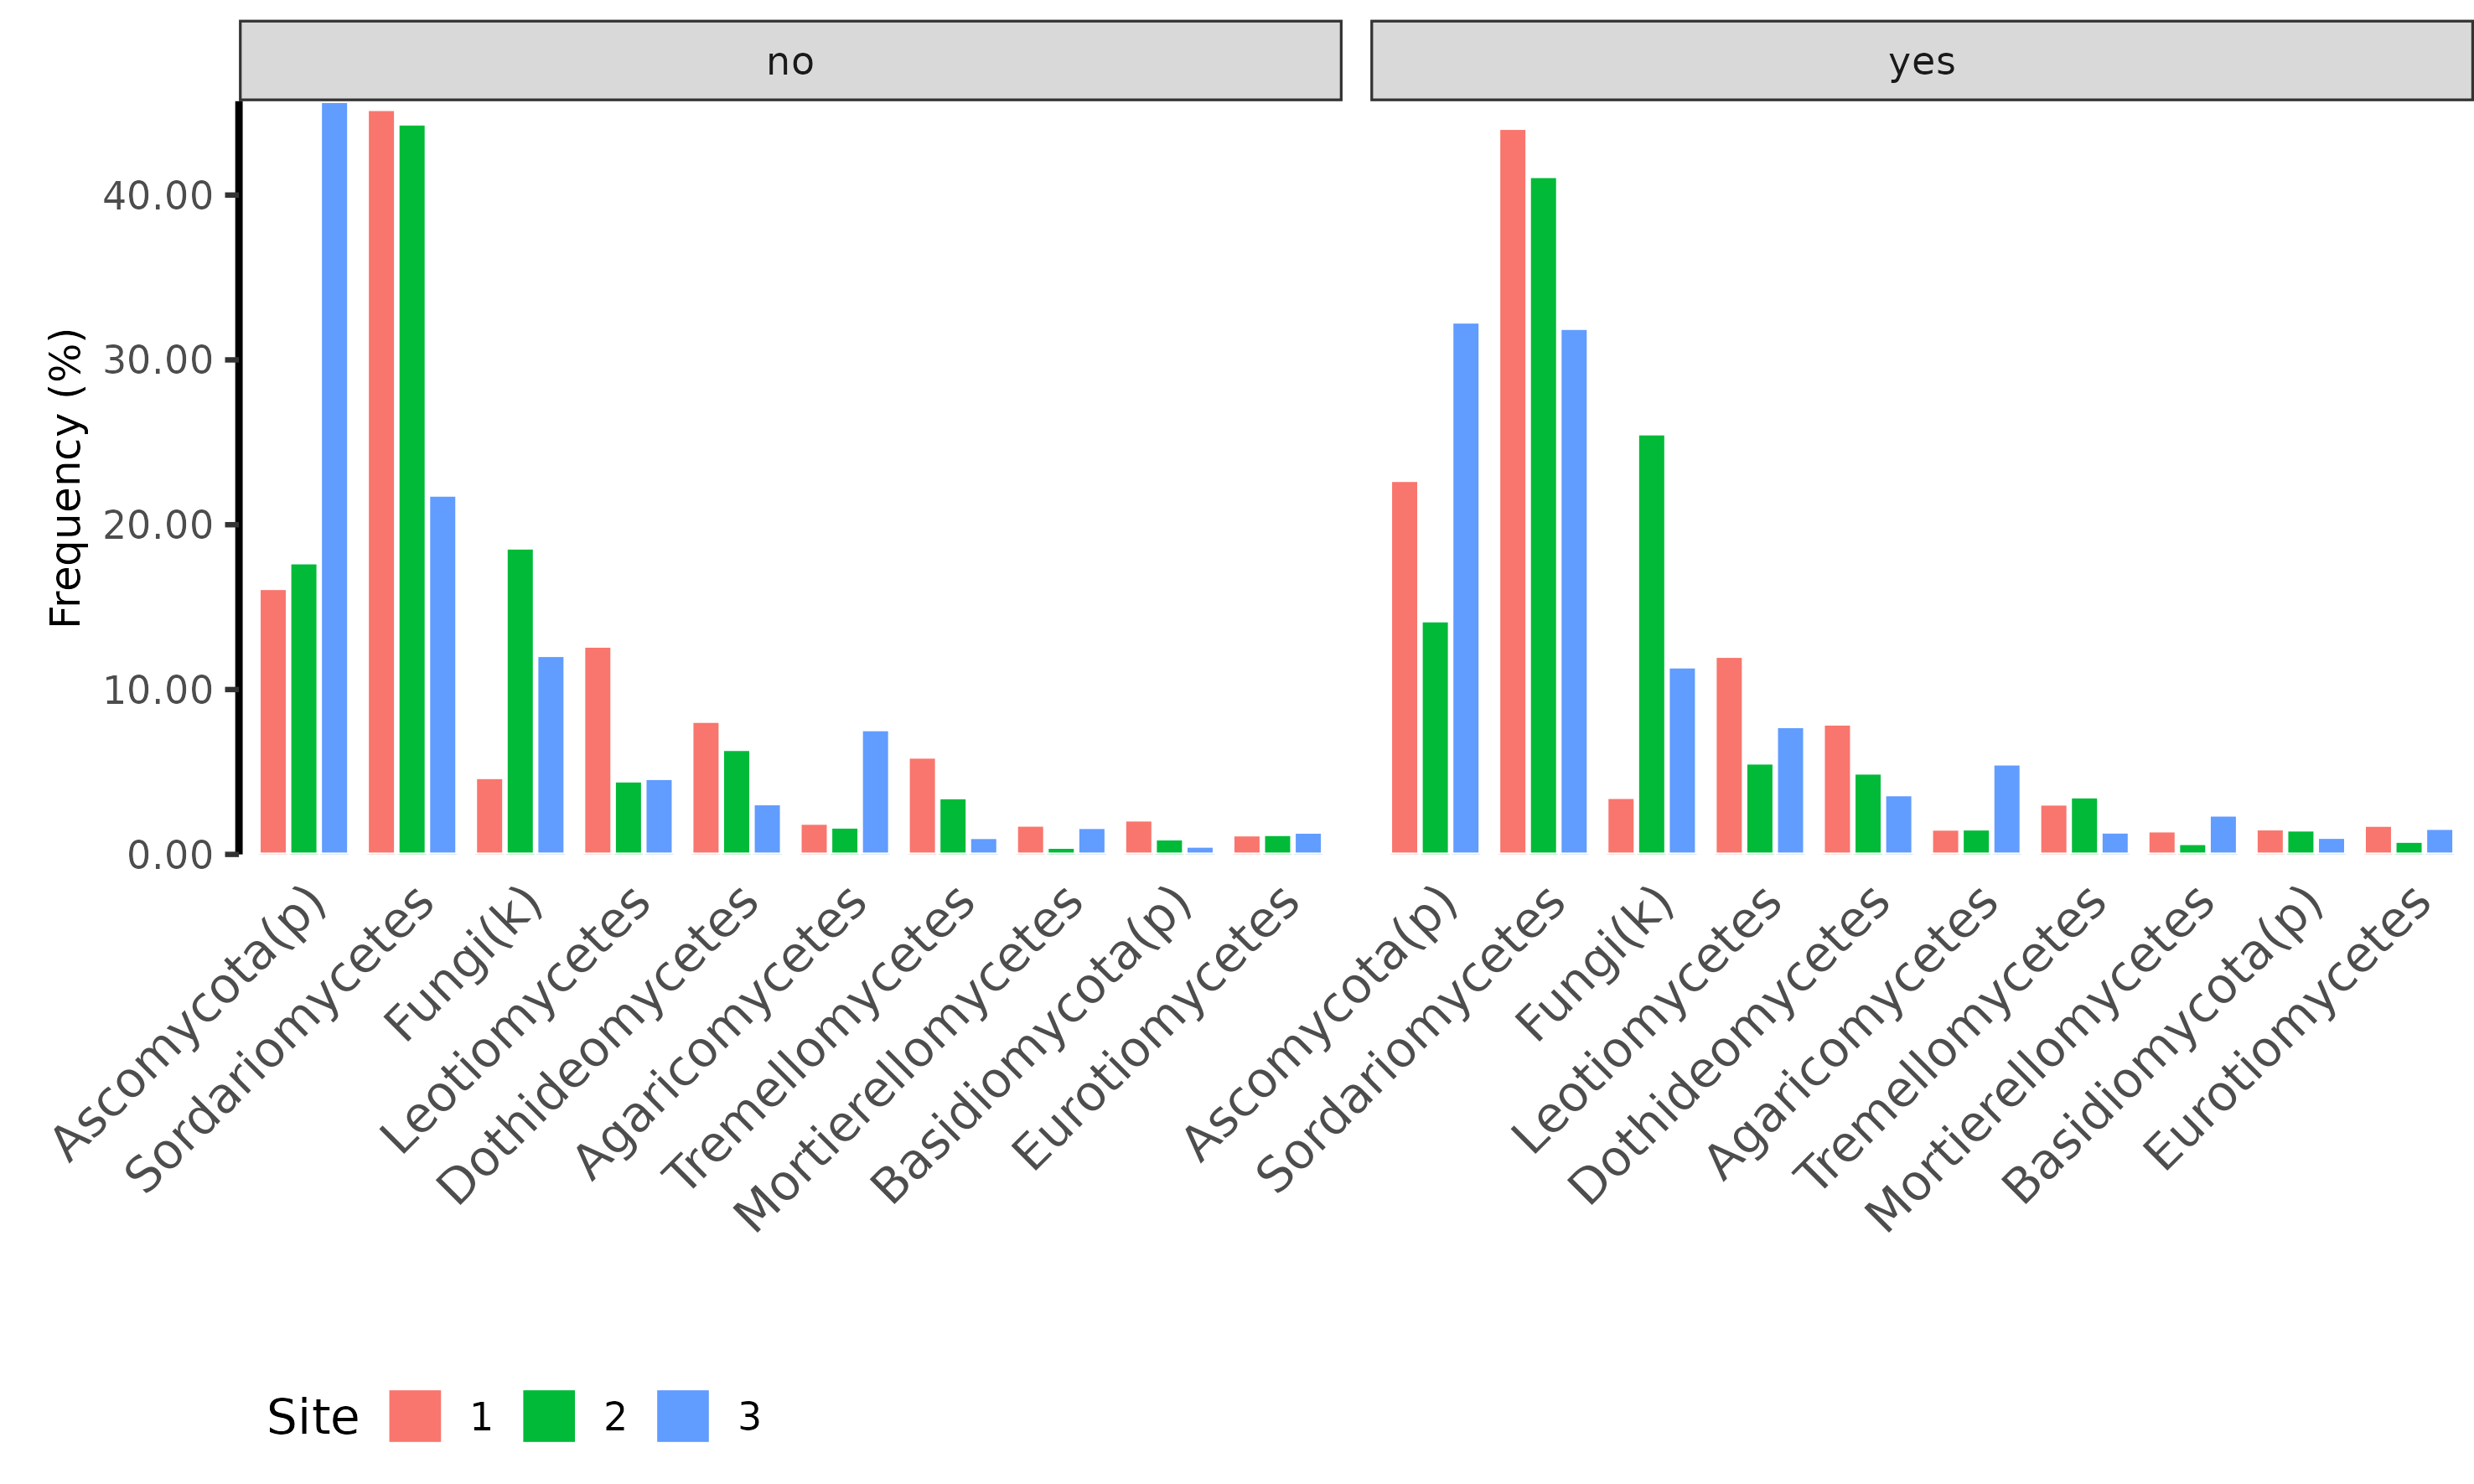 no
yes
Frequency (%)
40.00
30.00
20.00
10.00
0.00
Ascomycota(p)
Sordariomycetes
Fungi(k)
Leotiomycetes
Dothideomycetes
Agaricomycetes
Tremellomycetes
Mortierellomycetes
Basidiomycota(p)
Eurotiomycetes
Ascomycota(p)
Sordariomycetes
Fungi(k)
Leotiomycetes
Dothideomycetes
Agaricomycetes
Tremellomycetes
Mortierellomycetes
Basidiomycota(p)
Eurotiomycetes
Site 1 2 3